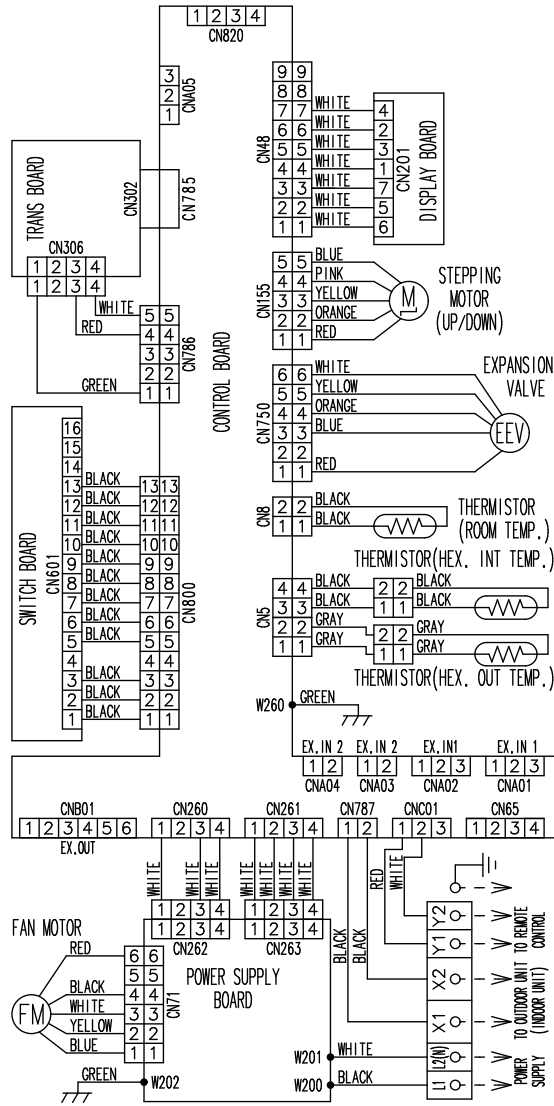 1 2 3 4
CN820
3
2
1
CNA05
TRANS BOARD
CN302
CN785
CN306
1 2 3 4
1 2 3 4
WHITE
RED
GREEN
5 5
4 4
3 3
2 2
1 1
CN786
CONTROL BOARD
9 9
8 8
7 7
6 6
5 5
4 4
3 3
2 2
1 1
CN48
WHITE
WHITE
WHITE
WHITE
WHITE
WHITE
WHITE
4
2
3
1
7
5
6
CN201
DISPLAY BOARD
5 5
4 4
3 3
2 2
1 1
CN155
BLUE
PINK
YELLOW
ORANGE
RED
M
STEPPING
MOTOR
(UP/DOWN)
6 6
5 5
4 4
3 3
2 2
1 1
CN750
WHITE
YELLOW
ORANGE
BLUE
RED
EXPANSION
VALVE
EEV
2 2
1 1
CN8
BLACK
BLACK
THERMISTOR
(ROOM TEMP.)
THERMISTOR(HEX. INT TEMP.)
4 4
3 3
2 2
1 1
CN5
BLACK
BLACK
GRAY
GRAY
2 2
1 1
BLACK
BLACK
2 2
1 1
GRAY
GRAY
THERMISTOR(HEX. OUT TEMP.)
W260
GREEN
SWITCH BOARD
CN601
16
15
14
13
12
11
10
9
8
7
6
5
4
3
2
1
BLACK
BLACK
BLACK
BLACK
BLACK
BLACK
BLACK
BLACK
BLACK
BLACK
BLACK
BLACK
13 13
12 12
11 11
10 10
9 9
8 8
7 7
6 6
5 5
4 4
3 3
2 2
1 1
CN800
EX.IN 2
1 2
CNA04
EX.IN 2
1 2
CNA03
EX.IN1
1 2 3
CNA02
EX.IN 1
1 2 3
CNA01
CNB01
1 2 3 4 5 6
EX.OUT
CN260
1 2 3 4
CN261
1 2 3 4
CN787
1 2
CNC01
1 2 3
CN65
1 2 3 4
WHITE
WHITE
WHITE
WHITE
WHITE
WHITE
WHITE
BLACK
BLACK
RED
WHITE
1 2 3 4
1 2 3 4
CN262
1 2 3 4
1 2 3 4
CN263
POWER SUPPLY
BOARD
FAN MOTOR
FM
RED
BLACK
WHITE
YELLOW
BLUE
6 6
5 5
4 4
3 3
2 2
1 1
CN71
GREEN
W202
W201
W200
WHITE
BLACK
Y2
Y1
X2
X1
L2(N)
L1
TO REMOTE
CONTROL
TO OUTDOOR UNIT
(INDOOR UNIT)
POWER
SUPPLY